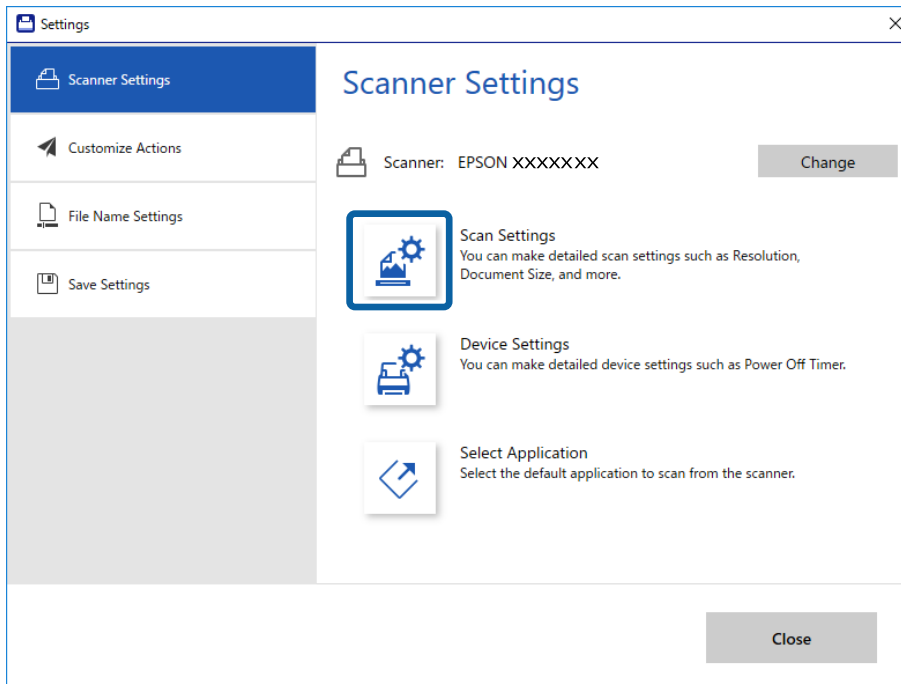 Settings
Scanner Settings
Customize Actions
File Name Settings
Save Settings
Scanner Settings
Scanner: EPSON XXXXXXX
Change
Scan Settings
You can make detailed scan settings such as Resolution,
Document Size, and more.
Device Settings
You can make detailed device settings such as Power Off Timer.
Select Application
Select the default application to scan from the scanner.
Close